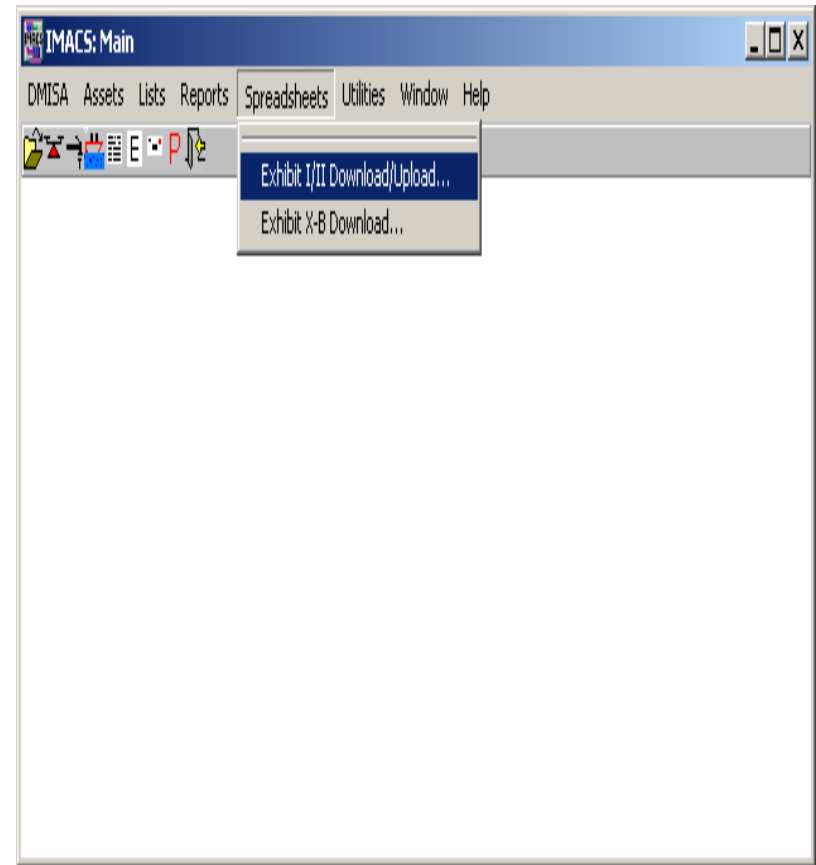 IMACS: Main
DMISA Assets Lists Reports Spreadsheets Utilities Window Help
E P
Exhibit I/II Download/Upload...
Exhibit X-B Download...